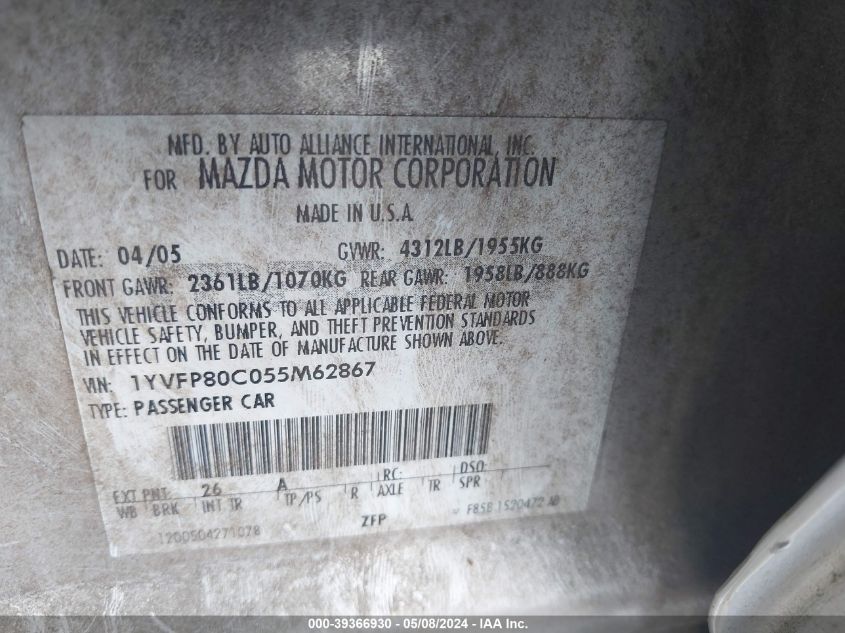 MFD. BY AUTO ALLIANCE INTERNATIONAL, INC.
FOR MAZDA MOTOR CORPORATION
MADE IN U.S.A.
DATE: 04/05 GVWR: 4312LB/1955KG
FRONT GAWR: 2361LB/1070KG REAR GAWR: 1958LB/888KG
THIS VEHICLE CONFORMS TO ALL APPLICABLE FEDERAL MOTOR
VEHICLE SAFETY, BUMPER, AND THEFT PREVENTION STANDARDS
IN EFFECT ON THE DATE OF MANUFACTURE SHOWN ABOVE.
VIN: 1YVFP80C055M62867
TYPE: PASSENGER CAR
EXT PNT: 26 A RC: DSO:
WB BRK INT TR TP/PS R AXLE TR SPR
ZFP F85B 1520472 AB
1200504271078
000-39366930 - 05/08/2024 - IAA Inc.